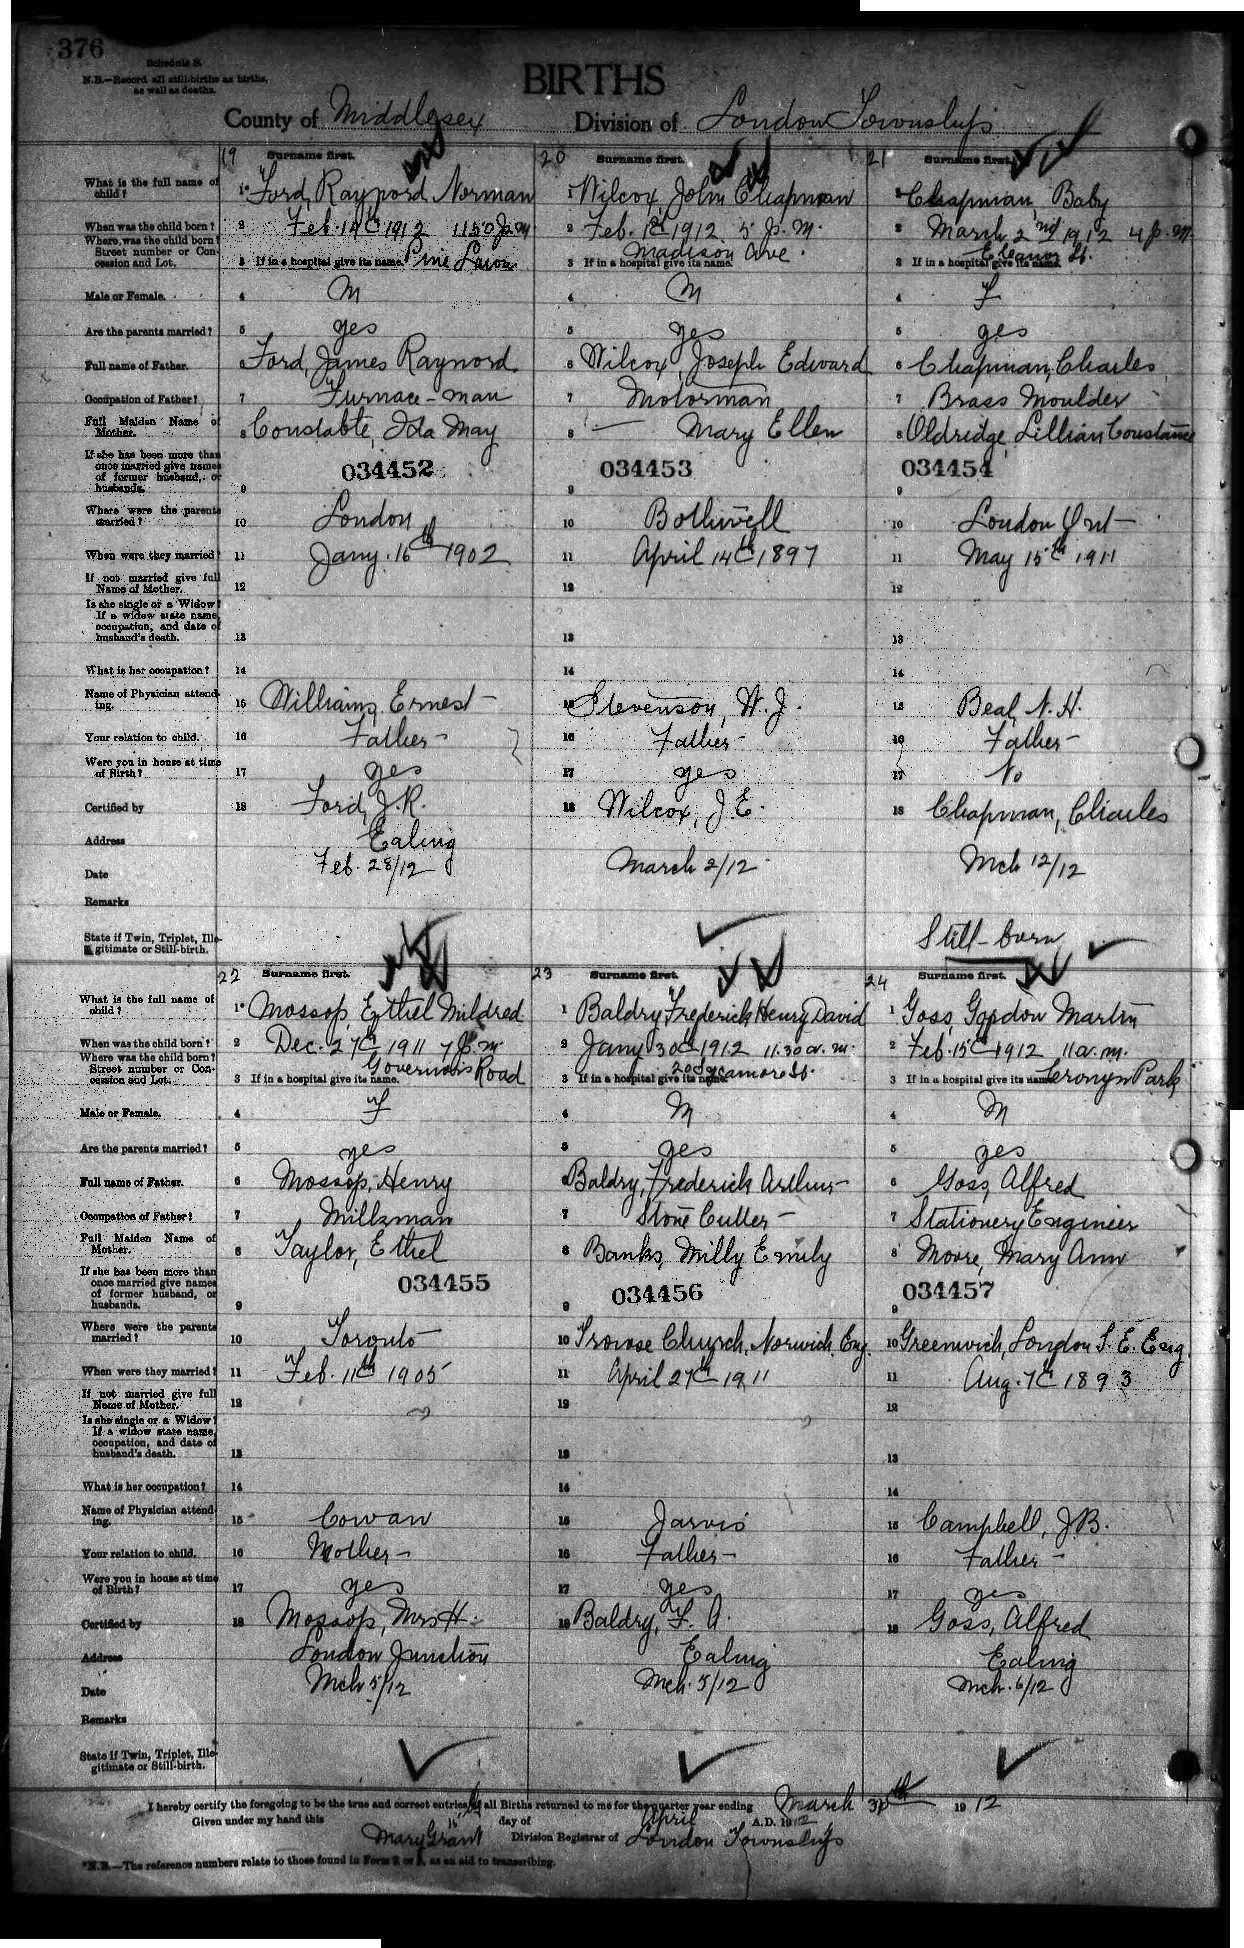 376
Schedule B.
N.B.—Record all still-births as births, as well as deaths.
BIRTHS
County of Middlesex Division of London Township
19 Surname first.
What is the full name of child? 1* Ford, Raynord Norman
When was the child born? 2 Feb. 14th 1912 11.50 p.m
Where was the child born? Street number or Concession and Lot. 3 If in a hospital give its name. Pine Lawn
Male or Female. 4 M
Are the parents married? 5 yes
Full name of Father. 6 Ford, James Raynord
Occupation of Father? 7 Furnace-man
Full Maiden Name of Mother. 8 Constable, Ida May
If she has been more than once married give names of former husband, or husbands. 9 034452
Where were the parents married? 10 London
When were they married? 11 Jany. 15th 1902
If not married give full Name of Mother. 12
Is she single or a Widow? If a widow state name, occupation, and date of husband's death. 13
What is her occupation? 14
Name of Physician attending. 15 Williams, Ernest
Your relation to child. 16 Father
Were you in house at time of Birth? 17 yes
Certified by 18 Ford, J.R.
Address Ealing
Date Feb. 28/12
Remarks
State if Twin, Triplet, Illegitimate or Still-birth.
20 Surname first.
1 Wilcox, John Chapman
2 Feb. 1st 1912 5 p.m.
3 If in a hospital give its name. Madison Ave.
4 M
5 yes
6 Wilcox, Joseph Edward
7 Motorman
8 — Mary Ellen
034453
9
10 Bothwell
11 April 14th 1897
12
13
14
15 Stevenson, W. J.
16 Father
17 yes
18 Wilcox, J. E.
March 2/12
21 Surname first.
1 Chapman, Baby
2 March 2nd 1912 4 p.m.
3 If in a hospital give its name. Eleanor St.
4 F
5 yes
6 Chapman, Charles
7 Brass Moulder
8 Oldridge, Lillian Constance
034454
9
10 London Ont
11 May 15th 1911
12
13
14
15 Beal, N. H.
16 Father
17 No
18 Chapman, Charles
Mch 12/12
Still-born
22 Surname first.
What is the full name of child? 1* Mossop, Ethel Mildred
When was the child born? 2 Dec. 27th 1911 7 p.m.
Where was the child born? Street number or Concession and Lot. 3 If in a hospital give its name. Governors Road
Male or Female. 4 F
Are the parents married? 5 yes
Full name of Father. 6 Mossop, Henry
Occupation of Father? 7 Milkman
Full Maiden Name of Mother. 8 Taylor, Ethel
If she has been more than once married give names of former husband, or husbands. 9 034455
Where were the parents married? 10 Toronto
When were they married? 11 Feb. 11th 1905
If not married give full Name of Mother. 12
Is she single or a Widow? If a widow state name, occupation, and date of husband's death. 13
What is her occupation? 14
Name of Physician attending. 15 Cowan
Your relation to child. 16 Mother
Were you in house at time of Birth? 17 yes
Certified by 18 Mossop, Mrs H.
Address London Junction
Date Mch 5/12
Remarks
State if Twin, Triplet, Illegitimate or Still-birth.
23 Surname first.
1 Baldry, Frederick Henry David
2 Jany 30th 1912 11.30 a.m.
3 If in a hospital give its name. 20 Sycamore St.
4 M
5 yes
6 Baldry, Frederick Arthur
7 Stone Cutter
8 Banks, Milly Emily
034456
9
10 Trowse Church, Norwich, Eng.
11 April 27th 1911
12
13
14
15 Jarvis
16 Father
17 yes
18 Baldry, F. A.
Ealing
Mch. 5/12
24 Surname first.
1 Goss, Gordon Martin
2 Feb. 15th 1912 11 a.m.
3 If in a hospital give its name. Park
4 M
5 yes
6 Goss, Alfred
7 Stationery Engineer
8 Moore, Mary Ann
034457
9
10 Greenwich, London S. E. Eng.
11 Aug. 7th 1893
12
13
14
15 Campbell, J.B.
16 Father
17 yes
18 Goss, Alfred
Ealing
Mch. 6/12
I hereby certify the foregoing to be the true and correct entries of all Births returned to me for the quarter year ending March 30th 1912
Given under my hand this 15th day of April A.D. 1912
Mary Grant Division Registrar of London Township
*N.B.—The reference numbers relate to those found in Form as an aid to transcribing.